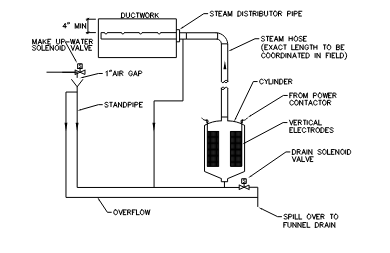 DUCTWORK
STEAM DISTRIBUTOR PIPE
4" MIN
MAKE UP-WATER
SOLENOID VALVE
STEAM HOSE
(EXACT LENGTH TO BE
COORDINATED IN FIELD)
1"AIR GAP
CYLINDER
STANDPIPE
FROM POWER
CONTACTOR
VERTICAL
ELECTRODES
DRAIN SOLENOID
VALVE
OVERFLOW
SPILL OVER TO
FUNNEL DRAIN